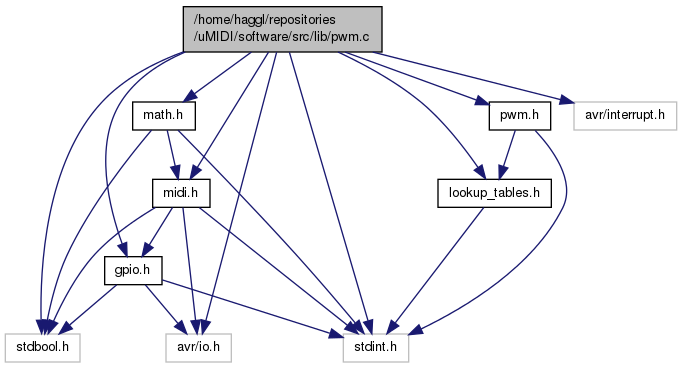 /home/haggl/repositories
/uMIDI/software/src/lib/pwm.c
math.h
pwm.h
avr/interrupt.h
midi.h
lookup_tables.h
gpio.h
stdbool.h
avr/io.h
stdint.h